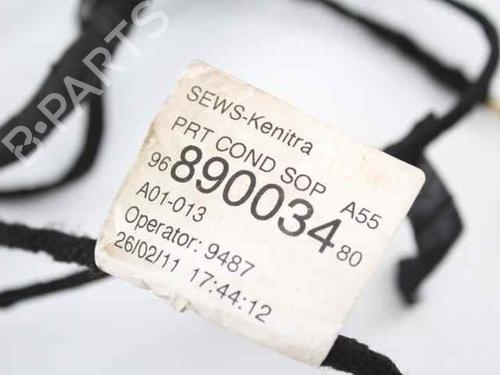 B-PARTS
SEWS-Kenitra
PRT COND SOP A55
96 890034 80
A01-013
Operator: 9487
26/02/11 17:44:12